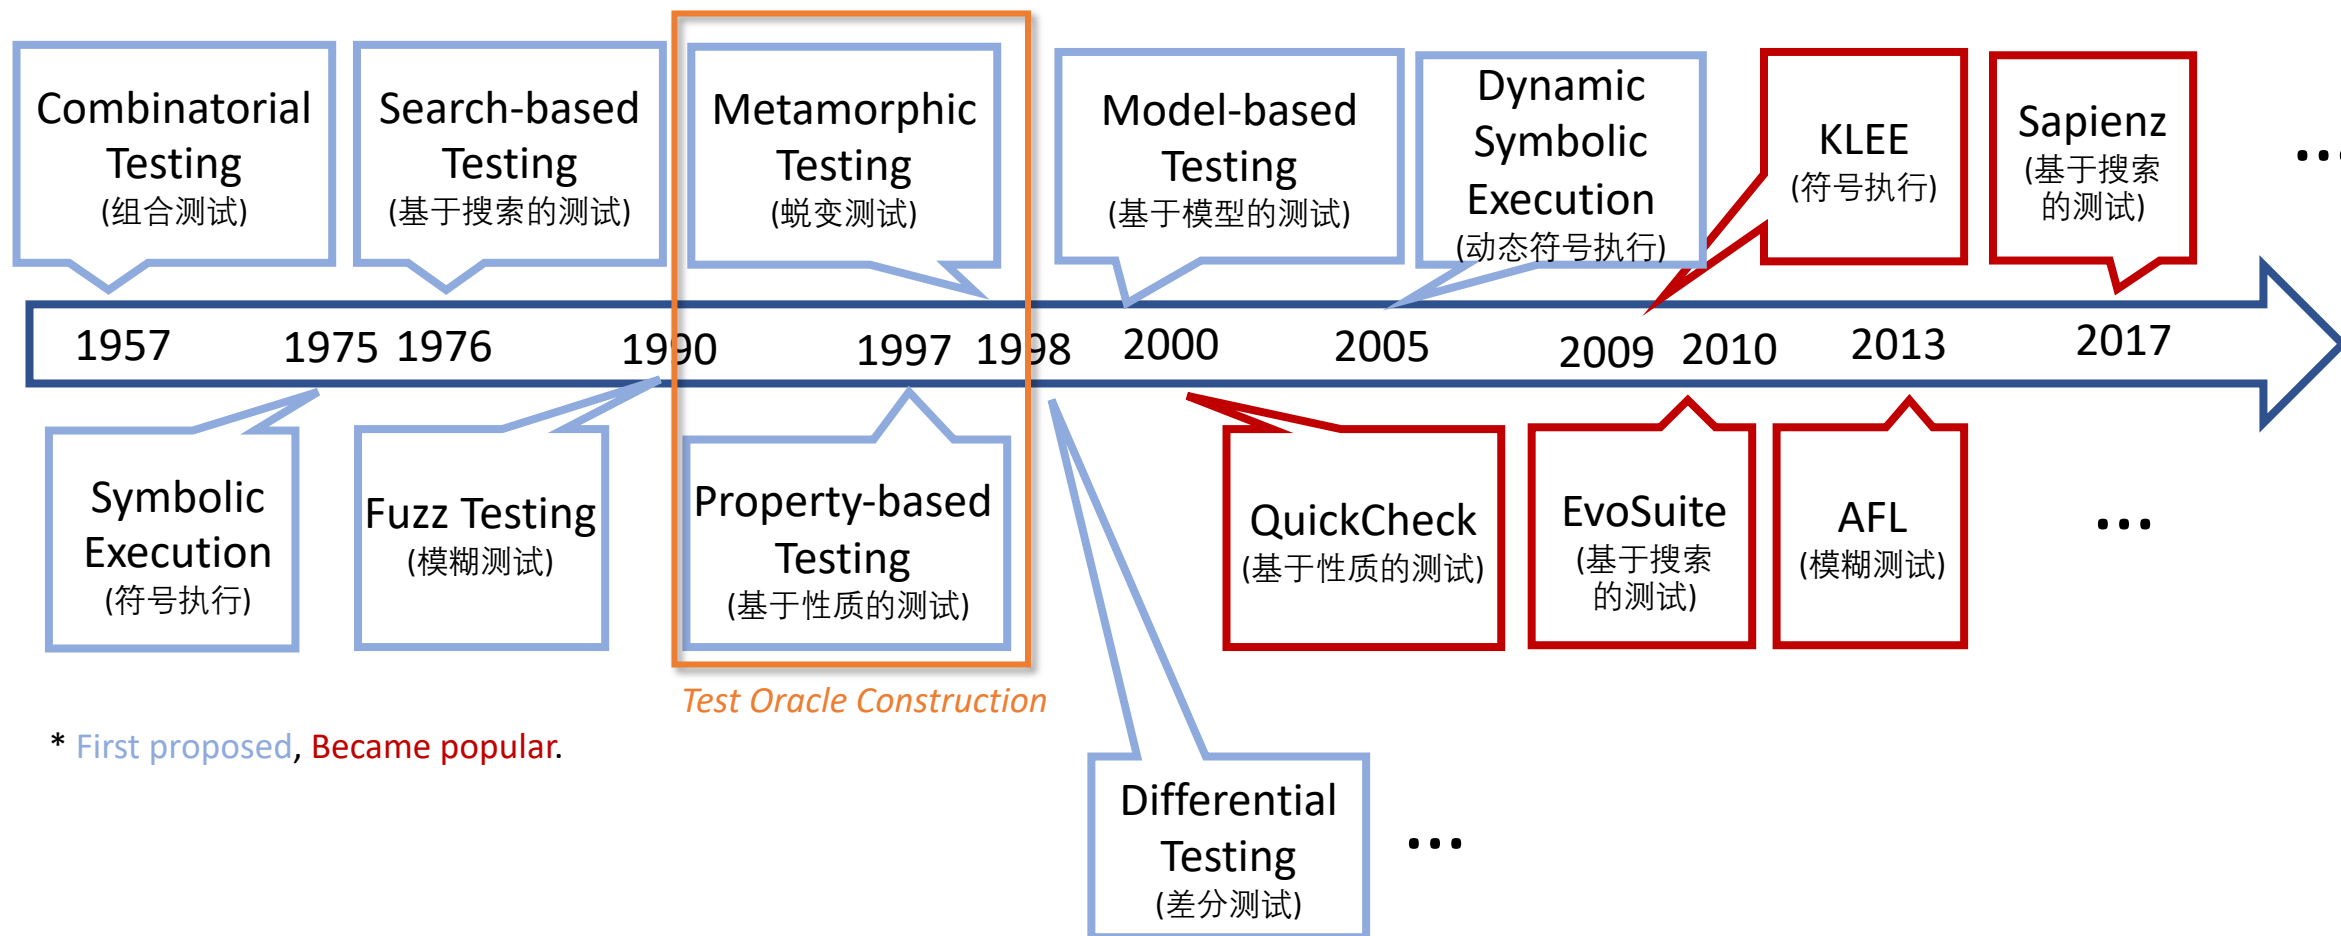 Combinatorial
Testing
(组合测试)
Search-based
Testing
(基于搜索的测试)
Metamorphic
Testing
(蜕变测试)
Model-based
Testing
(基于模型的测试)
Dynamic
Symbolic
Execution
(动态符号执行)
KLEE
(符号执行)
Sapienz
(基于搜索
的测试)
...
1957
1975
1976
1990
1997
1998
2000
2005
2009
2010
2013
2017
Symbolic
Execution
(符号执行)
Fuzz Testing
(模糊测试)
Property-based
Testing
(基于性质的测试)
QuickCheck
(基于性质的测试)
EvoSuite
(基于搜索
的测试)
AFL
(模糊测试)
...
Test Oracle Construction
* First proposed, Became popular.
Differential
Testing
(差分测试)
...